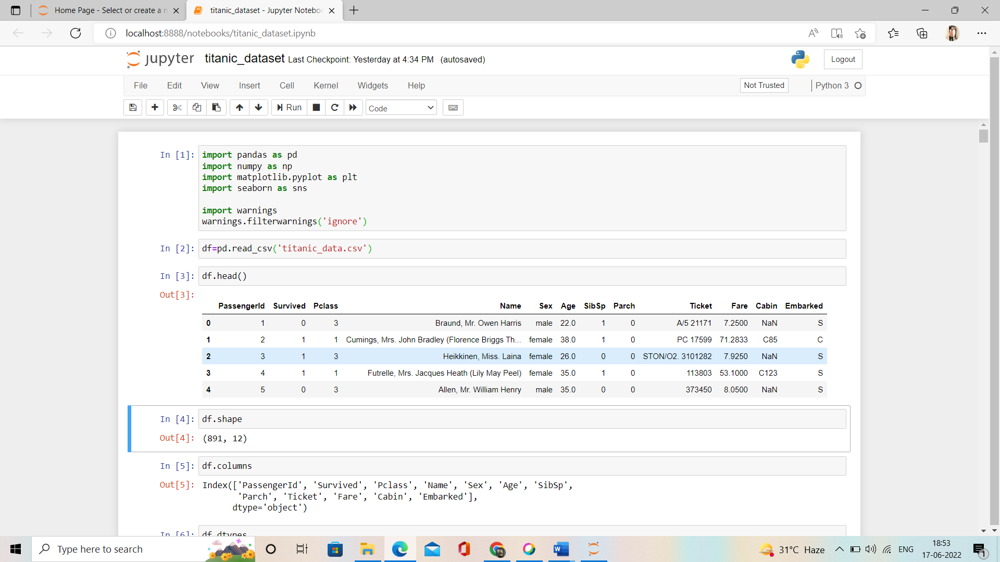 Home Page - Select or create a n
titanic_dataset - Jupyter Notebo
localhost:8888/notebooks/titanic_dataset.ipynb
jupyter titanic_dataset Last Checkpoint: Yesterday at 4:34 PM (autosaved)
Logout
File Edit View Insert Cell Kernel Widgets Help
Not Trusted
Python 3
Run
Code
In [1]: import pandas as pd
import numpy as np
import matplotlib.pyplot as plt
import seaborn as sns
import warnings
warnings.filterwarnings('ignore')
In [2]: df=pd.read_csv('titanic_data.csv')
In [3]: df.head()
Out[3]:
PassengerId Survived Pclass Name Sex Age SibSp Parch Ticket Fare Cabin Embarked
0 1 0 3 Braund, Mr. Owen Harris male 22.0 1 0 A/5 21171 7.2500 NaN S
1 2 1 1 Cumings, Mrs. John Bradley (Florence Briggs Th... female 38.0 1 0 PC 17599 71.2833 C85 C
2 3 1 3 Heikkinen, Miss. Laina female 26.0 0 0 STON/O2. 3101282 7.9250 NaN S
3 4 1 1 Futrelle, Mrs. Jacques Heath (Lily May Peel) female 35.0 1 0 113803 53.1000 C123 S
4 5 0 3 Allen, Mr. William Henry male 35.0 0 0 373450 8.0500 NaN S
In [4]: df.shape
Out[4]: (891, 12)
In [5]: df.columns
Out[5]: Index(['PassengerId', 'Survived', 'Pclass', 'Name', 'Sex', 'Age', 'SibSp',
'Parch', 'Ticket', 'Fare', 'Cabin', 'Embarked'],
dtype='object')
In [6]: df.dtypes
Type here to search
31°C Haze
ENG
18:53
17-06-2022
1